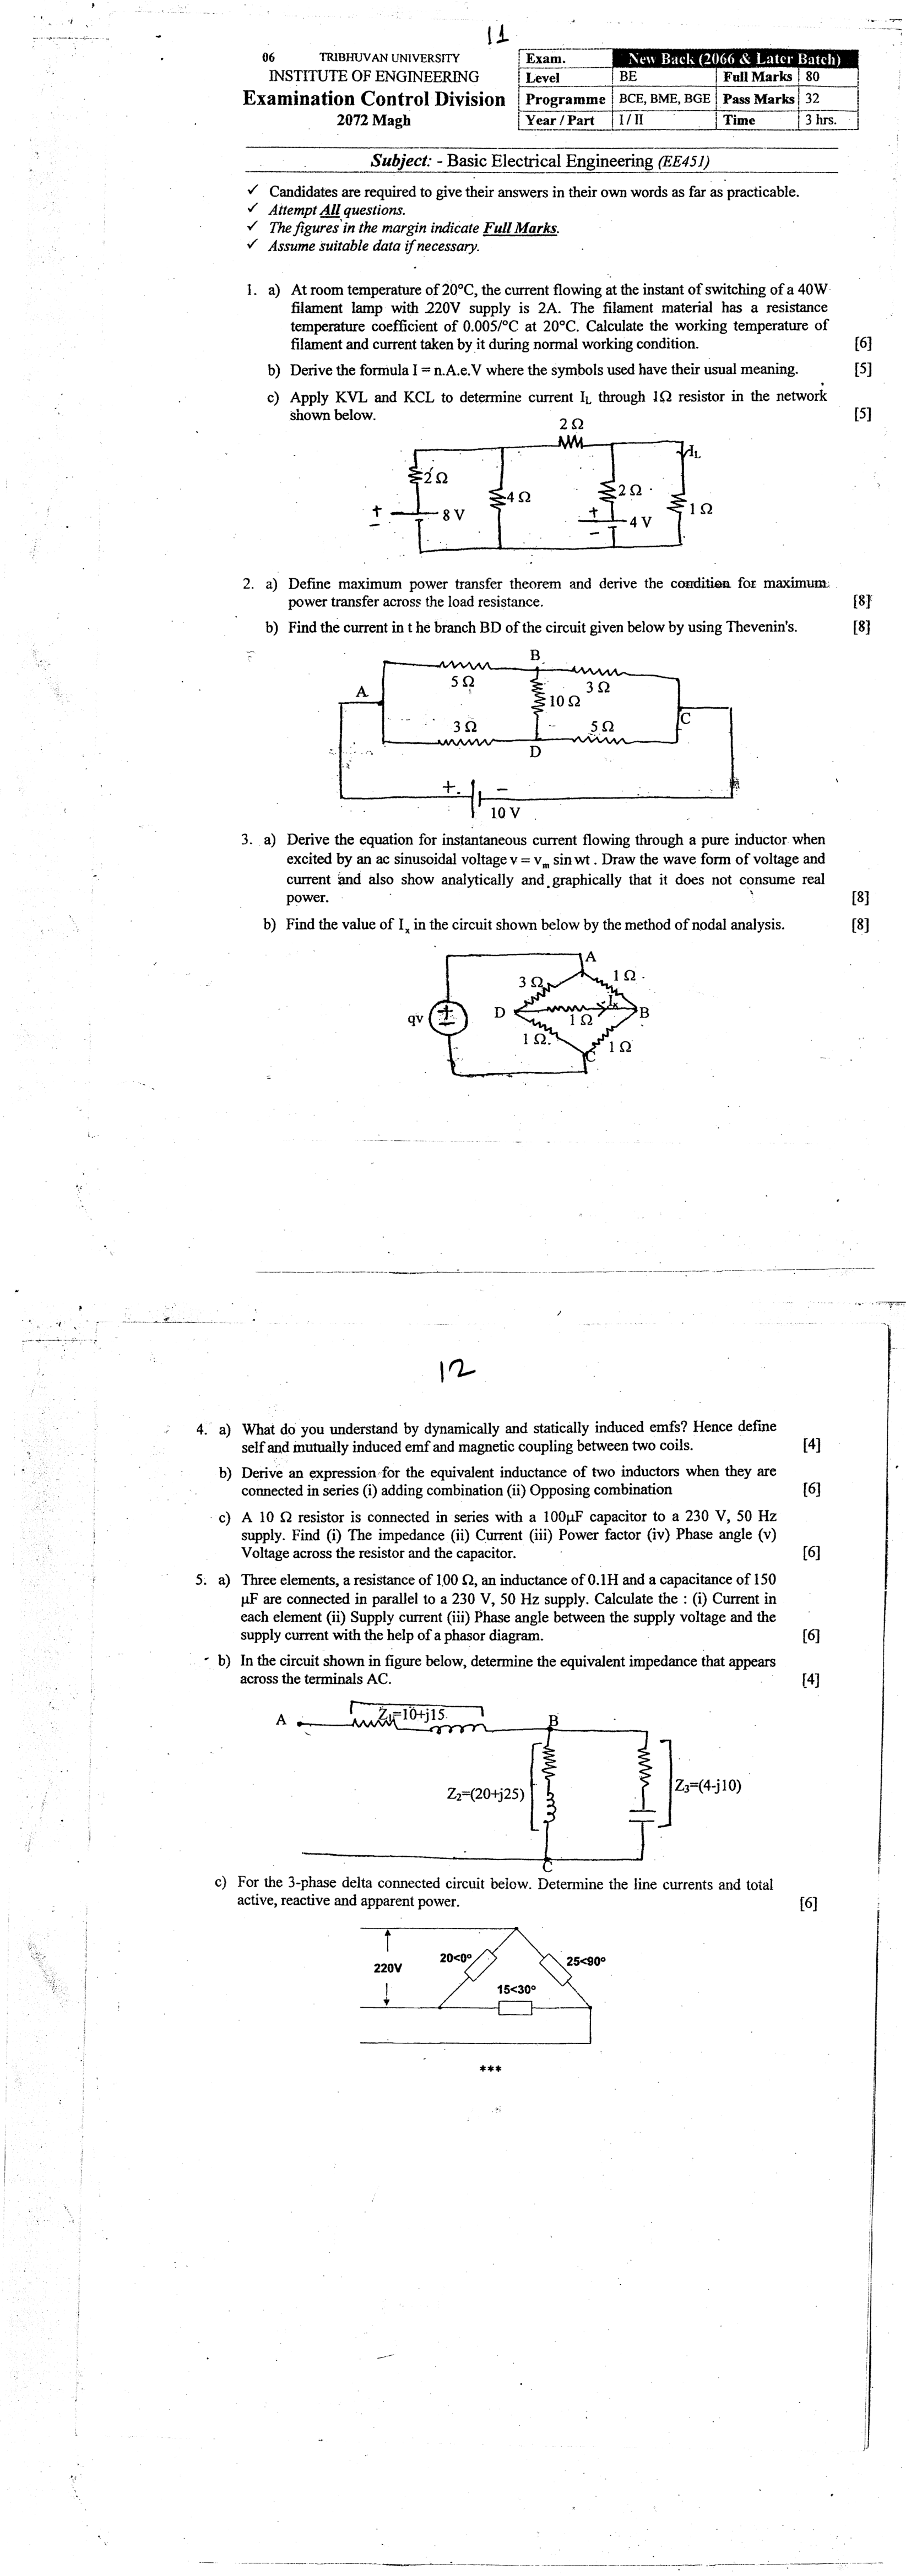 11
06 TRIBHUVAN UNIVERSITY
INSTITUTE OF ENGINEERING
Examination Control Division
2072 Magh
Exam. New Back (2066 & Later Batch)
Level BE Full Marks 80
Programme BCE, BME, BGE Pass Marks 32
Year / Part I / II Time 3 hrs.
Subject: - Basic Electrical Engineering (EE451)
✓ Candidates are required to give their answers in their own words as far as practicable.
✓ Attempt All questions.
✓ The figures in the margin indicate Full Marks.
✓ Assume suitable data if necessary.
1. a) At room temperature of 20°C, the current flowing at the instant of switching of a 40W
filament lamp with 220V supply is 2A. The filament material has a resistance
temperature coefficient of 0.005/°C at 20°C. Calculate the working temperature of
filament and current taken by it during normal working condition. [6]
b) Derive the formula I = n.A.e.V where the symbols used have their usual meaning. [5]
c) Apply KVL and KCL to determine current IL through 1Ω resistor in the network
shown below. [5]
2 Ω
IL
2 Ω
4 Ω
2 Ω
1 Ω
+
-
8 V
+
-
4 V
2. a) Define maximum power transfer theorem and derive the condition for maximum
power transfer across the load resistance. [8]
b) Find the current in t he branch BD of the circuit given below by using Thevenin's. [8]
B
5 Ω
3 Ω
A
10 Ω
C
3 Ω
5 Ω
D
+ -
10 V
3. a) Derive the equation for instantaneous current flowing through a pure inductor when
excited by an ac sinusoidal voltage v = vm sin wt. Draw the wave form of voltage and
current and also show analytically and graphically that it does not consume real
power. [8]
b) Find the value of Ix in the circuit shown below by the method of nodal analysis. [8]
A
3 Ω
1 Ω
Ix
qv
+
-
D
B
1 Ω
1 Ω
C
1 Ω
12
4. a) What do you understand by dynamically and statically induced emfs? Hence define
self and mutually induced emf and magnetic coupling between two coils. [4]
b) Derive an expression for the equivalent inductance of two inductors when they are
connected in series (i) adding combination (ii) Opposing combination [6]
c) A 10 Ω resistor is connected in series with a 100μF capacitor to a 230 V, 50 Hz
supply. Find (i) The impedance (ii) Current (iii) Power factor (iv) Phase angle (v)
Voltage across the resistor and the capacitor. [6]
5. a) Three elements, a resistance of 100 Ω, an inductance of 0.1H and a capacitance of 150
μF are connected in parallel to a 230 V, 50 Hz supply. Calculate the : (i) Current in
each element (ii) Supply current (iii) Phase angle between the supply voltage and the
supply current with the help of a phasor diagram. [6]
b) In the circuit shown in figure below, determine the equivalent impedance that appears
across the terminals AC. [4]
Z1=10+j15
A
B
Z2=(20+j25)
Z3=(4-j10)
C
c) For the 3-phase delta connected circuit below. Determine the line currents and total
active, reactive and apparent power. [6]
220V
20<0°
25<90°
15<30°
***